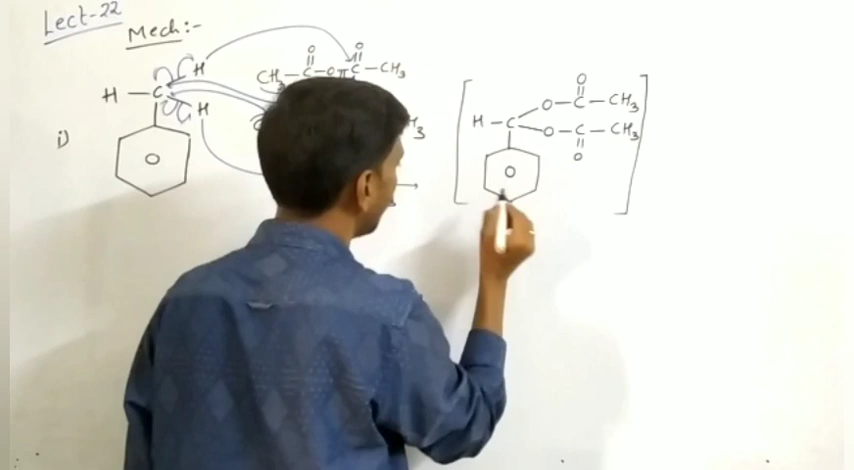 Lect-22
Mech:-
i)
H
H - C
H
O O
CH₃ - C - O - C - CH₃
O
H - C
O - C - CH₃
O - C - CH₃
O